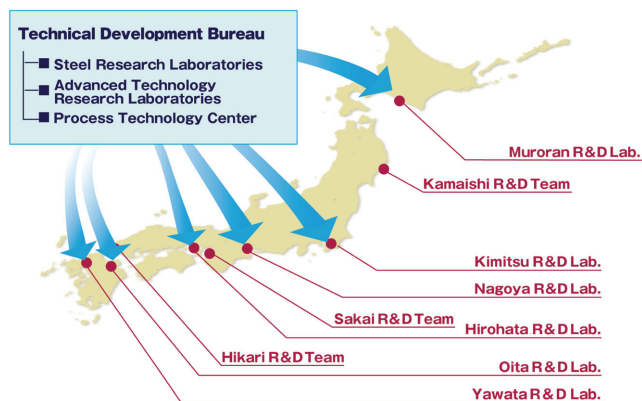 Technical Development Bureau
Steel Research Laboratories
Advanced Technology
Research Laboratories
Process Technology Center
Muroran R&D Lab.
Kamaishi R&D Team
Kimitsu R&D Lab.
Nagoya R&D Lab.
Sakai R&D Team
Hirohata R&D Lab.
Hikari R&D Team
Oita R&D Lab.
Yawata R&D Lab.